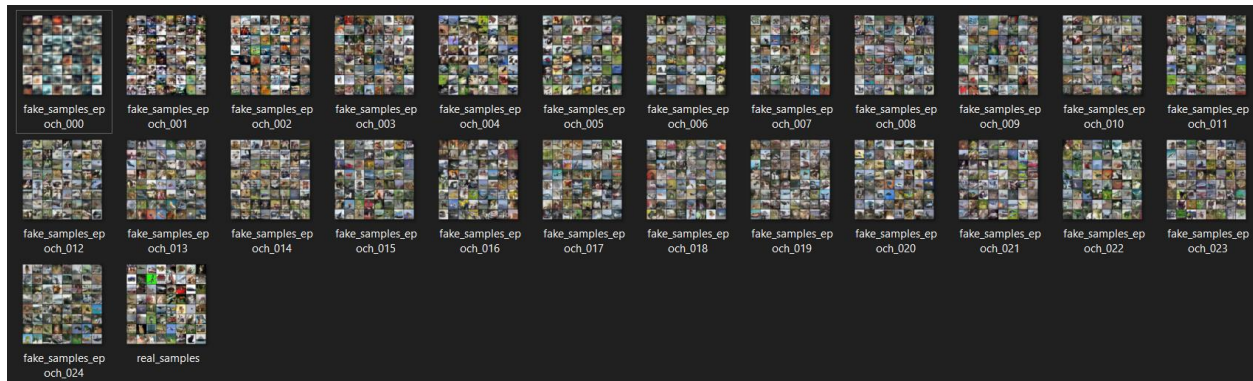 fake_samples_ep
och_000
fake_samples_ep
och_001
fake_samples_ep
och_002
fake_samples_ep
och_003
fake_samples_ep
och_004
fake_samples_ep
och_005
fake_samples_ep
och_006
fake_samples_ep
och_007
fake_samples_ep
och_008
fake_samples_ep
och_009
fake_samples_ep
och_010
fake_samples_ep
och_011
fake_samples_ep
och_012
fake_samples_ep
och_013
fake_samples_ep
och_014
fake_samples_ep
och_015
fake_samples_ep
och_016
fake_samples_ep
och_017
fake_samples_ep
och_018
fake_samples_ep
och_019
fake_samples_ep
och_020
fake_samples_ep
och_021
fake_samples_ep
och_022
fake_samples_ep
och_023
fake_samples_ep
och_024
real_samples